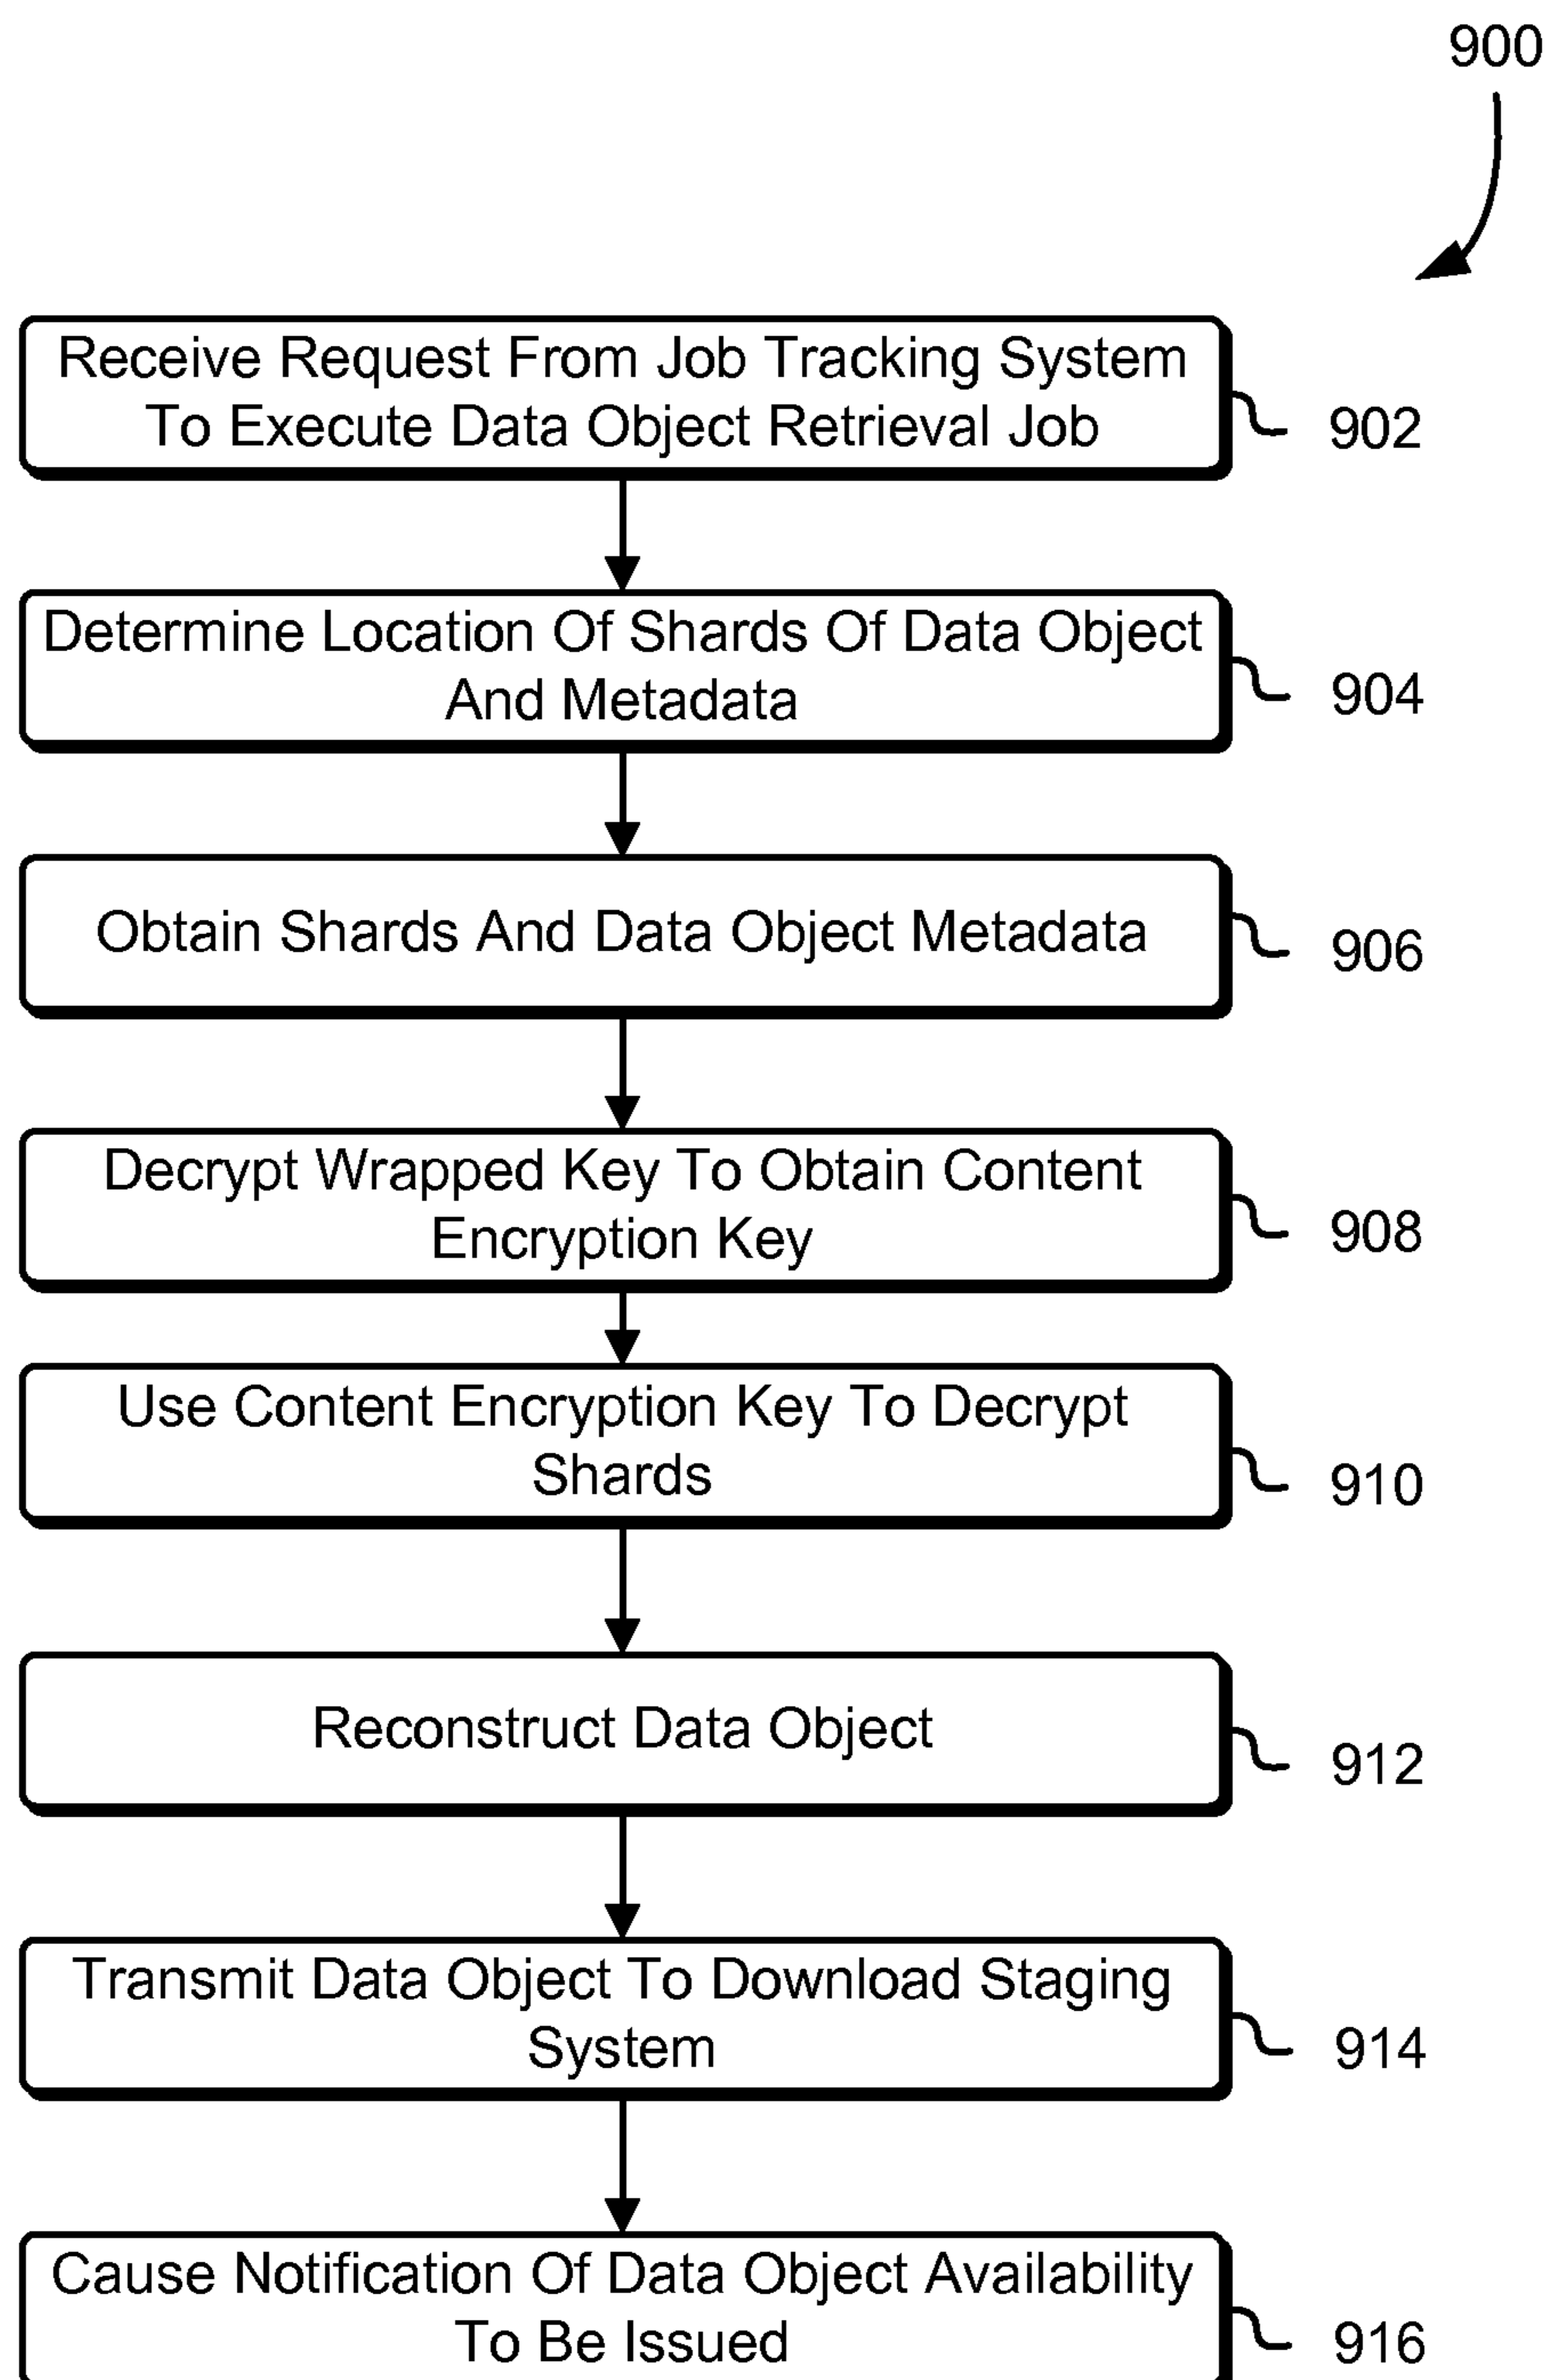 900
Receive Request From Job Tracking System
To Execute Data Object Retrieval Job
902
Determine Location Of Shards Of Data Object
And Metadata
904
Obtain Shards And Data Object Metadata
906
Decrypt Wrapped Key To Obtain Content
Encryption Key
908
Use Content Encryption Key To Decrypt
Shards
910
Reconstruct Data Object
912
Transmit Data Object To Download Staging
System
914
Cause Notification Of Data Object Availability
To Be Issued
916